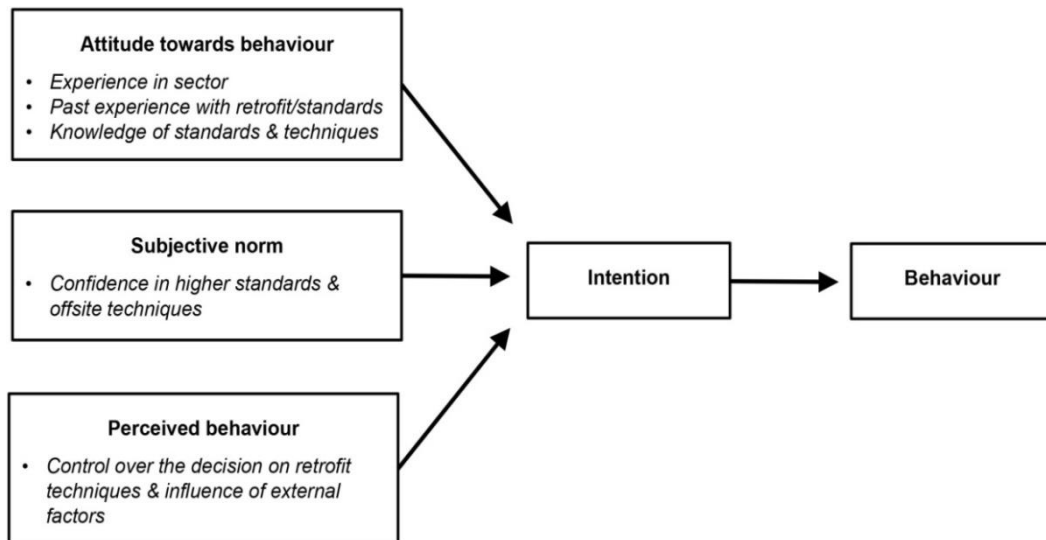 Attitude towards behaviour
• Experience in sector
• Past experience with retrofit/standards
• Knowledge of standards & techniques
Subjective norm
• Confidence in higher standards &
offsite techniques
Perceived behaviour
• Control over the decision on retrofit
techniques & influence of external
factors
Intention
Behaviour